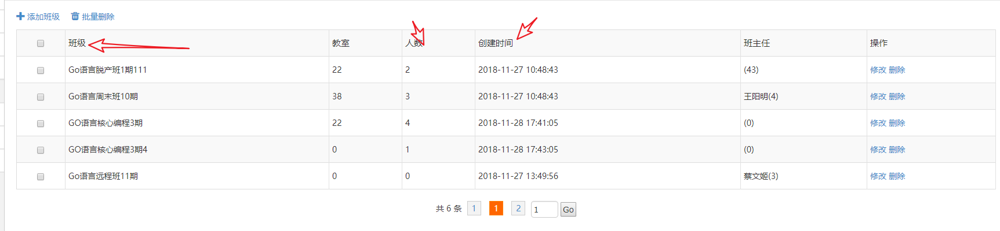 添加班级 批量删除
班级 教室 人数 创建时间 班主任 操作
Go语言脱产班1期111 22 2 2018-11-27 10:48:43 (43) 修改 删除
Go语言周末班10期 38 3 2018-11-27 10:48:43 王阳明(4) 修改 删除
GO语言核心编程3期 22 4 2018-11-28 17:41:05 (0) 修改 删除
GO语言核心编程3期4 0 1 2018-11-28 17:43:05 (0) 修改 删除
Go语言远程班11期 0 0 2018-11-27 13:49:56 蔡文姬(3) 修改 删除
共 6 条 1 1 2 1 Go